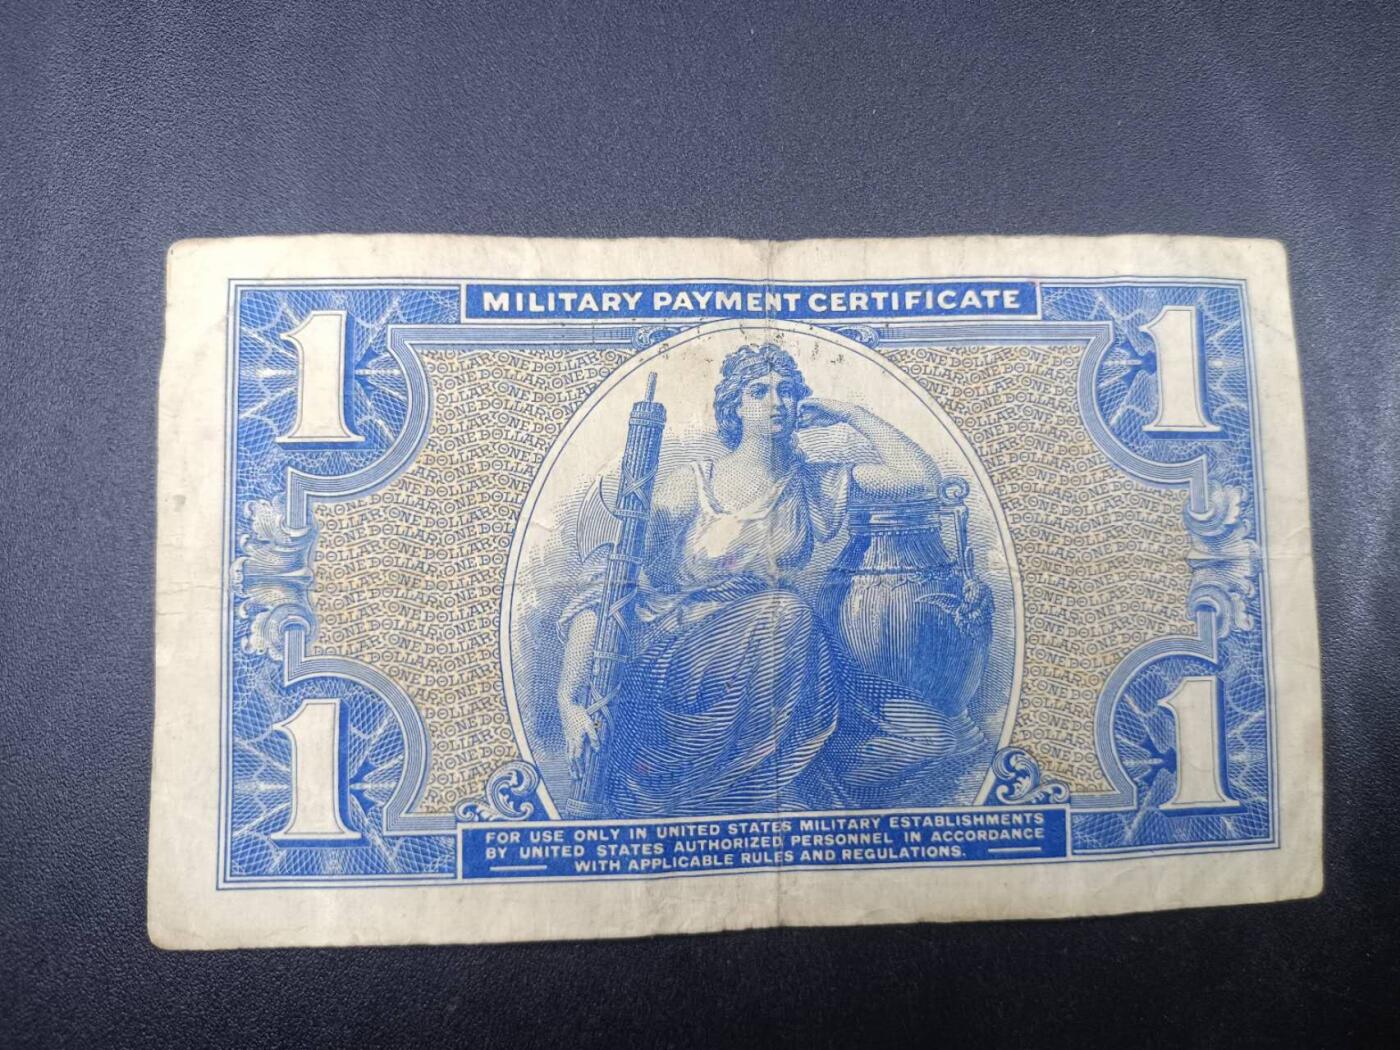 MILITARY PAYMENT CERTIFICATE
1 1
1 1
FOR USE ONLY IN UNITED STATES MILITARY ESTABLISHMENTS
BY UNITED STATES AUTHORIZED PERSONNEL IN ACCORDANCE
WITH APPLICABLE RULES AND REGULATIONS.